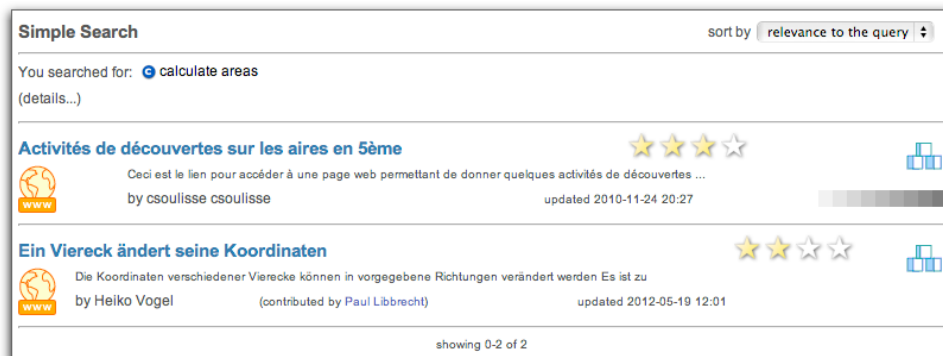 Simple Search
sort by relevance to the query
You searched for: C calculate areas
(details...)
Activités de découvertes sur les aires en 5ème
Ceci est le lien pour accéder à une page web permettant de donner quelques activités de découvertes ...
WWW
by csoulisse csoulisse updated 2010-11-24 20:27
Ein Viereck ändert seine Koordinaten
Die Koordinaten verschiedener Vierecke können in vorgegebene Richtungen verändert werden Es ist zu
WWW
by Heiko Vogel (contributed by Paul Libbrecht) updated 2012-05-19 12:01
showing 0-2 of 2